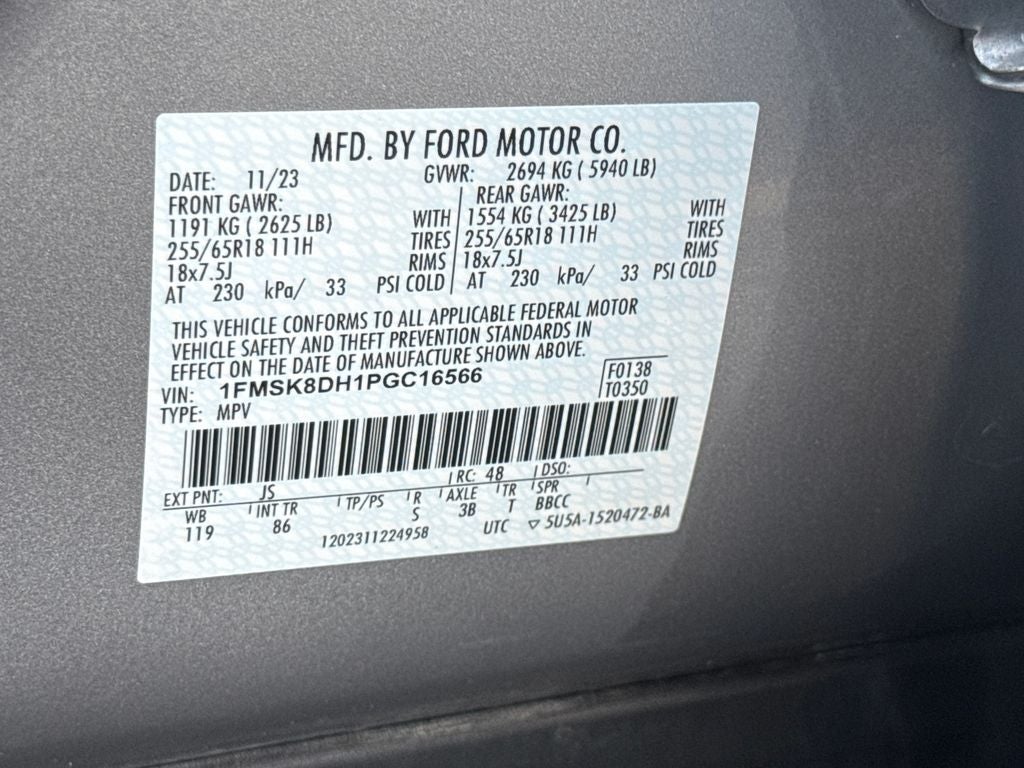 MFD. BY FORD MOTOR CO.
DATE: 11/23 GVWR: 2694 KG ( 5940 LB)
FRONT GAWR: REAR GAWR:
1191 KG ( 2625 LB) WITH 1554 KG ( 3425 LB) WITH
255/65R18 111H TIRES 255/65R18 111H TIRES
18x7.5J RIMS 18x7.5J RIMS
AT 230 kPa/ 33 PSI COLD AT 230 kPa/ 33 PSI COLD
THIS VEHICLE CONFORMS TO ALL APPLICABLE FEDERAL MOTOR
VEHICLE SAFETY AND THEFT PREVENTION STANDARDS IN
EFFECT ON THE DATE OF MANUFACTURE SHOWN ABOVE.
VIN: 1FMSK8DH1PGC16566 F0138
TYPE: MPV T0350
EXT PNT: JS RC: 48 DSO:
WB INT TR TP/PS R AXLE TR SPR
119 86 S 3B T BBCC
1202311224958 UTC ▽ 5U5A-1520472-BA